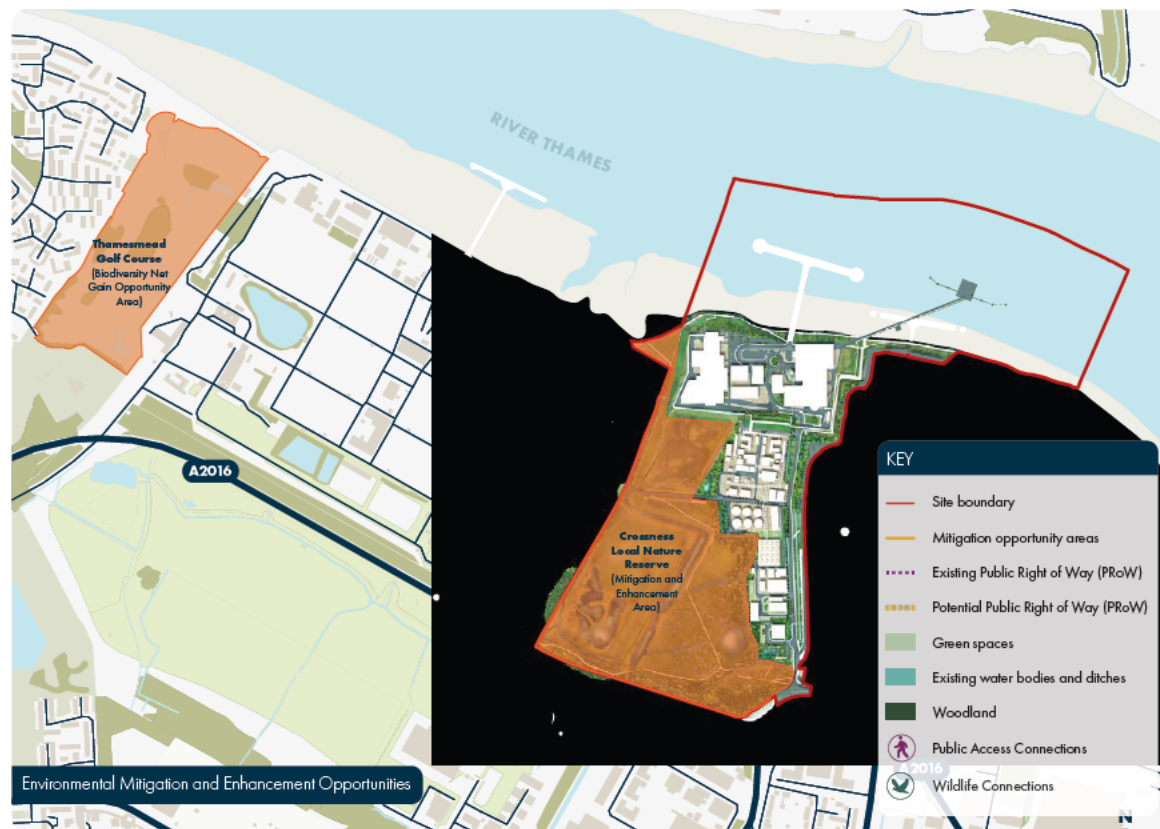 RIVER THAMES
Thamesmead
Golf Course
(Biodiversity Net
Gain Opportunity
Area)
A2016
Crossness
Local Nature
Reserve
(Mitigation and
Enhancement
Area)
KEY
Site boundary
Mitigation opportunity areas
Existing Public Right of Way (PRoW)
Potential Public Right of Way (PRoW)
Green spaces
Existing water bodies and ditches
Woodland
Public Access Connections
A2016
Wildlife Connections
N
Environmental Mitigation and Enhancement Opportunities